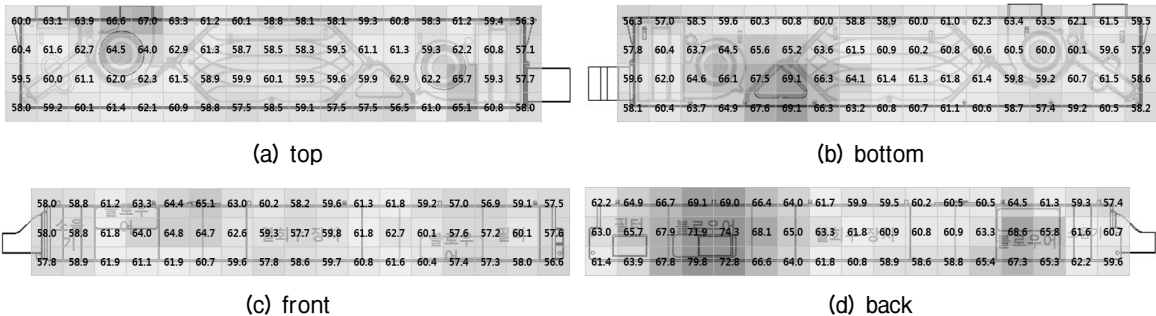 60.0 63.1 63.9 66.6 67.0 63.3 61.2 60.1 58.8 58.1 58.1 59.3 60.8 58.3 61.2 59.4 56.3
60.4 61.6 62.7 64.5 64.0 62.9 61.3 58.7 58.5 58.3 59.5 61.1 61.3 59.3 62.2 60.8 57.1
59.5 60.0 61.1 62.0 62.3 61.5 58.9 59.9 60.1 59.5 59.6 59.9 62.9 62.2 65.7 59.3 57.7
58.0 59.2 60.1 61.4 62.1 60.9 58.8 57.5 58.5 59.1 57.5 57.5 56.5 61.0 65.1 60.8 58.0
(a) top
56.3 57.0 58.5 59.6 60.3 60.8 60.0 58.8 58.9 60.0 61.0 62.3 63.4 63.5 62.1 61.5 59.5
57.8 60.4 63.7 64.5 65.6 65.2 63.6 61.5 60.9 60.2 60.8 60.6 60.5 60.0 60.1 59.6 57.9
59.6 62.0 64.6 66.1 67.5 69.1 66.3 64.1 61.4 61.3 61.8 61.4 59.8 59.2 60.7 61.5 58.6
58.1 60.4 63.7 64.9 67.6 69.1 66.3 63.2 60.8 60.7 61.1 60.6 58.7 57.4 59.2 60.5 58.2
(b) bottom
58.0 58.8 61.2 63.3 64.4 65.1 63.0 60.2 58.2 59.6 61.3 61.8 59.2 57.0 56.9 59.1 57.5
58.0 58.8 61.8 64.0 64.8 64.7 62.6 59.3 57.7 59.8 61.8 62.7 60.1 57.6 57.2 60.1 57.6
57.8 58.9 61.9 61.1 61.9 60.7 59.6 57.8 58.6 59.7 60.8 61.6 60.4 57.4 57.3 58.0 56.6
(c) front
62.2 64.9 66.7 69.1 69.0 66.4 64.0 61.7 59.9 59.5 60.2 60.5 60.5 64.5 61.3 59.3 57.4
63.0 65.7 67.9 71.9 74.3 68.1 65.0 63.3 61.8 60.9 60.8 60.9 63.3 68.6 65.8 61.6 60.7
61.4 63.9 67.8 79.8 72.8 66.6 64.0 61.8 60.8 58.9 58.6 58.8 65.4 67.3 65.3 62.2 59.6
(d) back